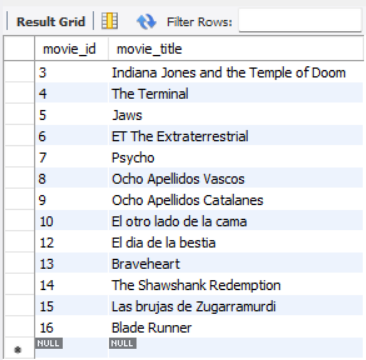 Result Grid Filter Rows:
movie_id movie_title
3 Indiana Jones and the Temple of Doom
4 The Terminal
5 Jaws
6 ET The Extraterrestrial
7 Psycho
8 Ocho Apellidos Vascos
9 Ocho Apellidos Catalanes
10 El otro lado de la cama
12 El dia de la bestia
13 Braveheart
14 The Shawshank Redemption
15 Las brujas de Zugarramurdi
16 Blade Runner
NULL NULL